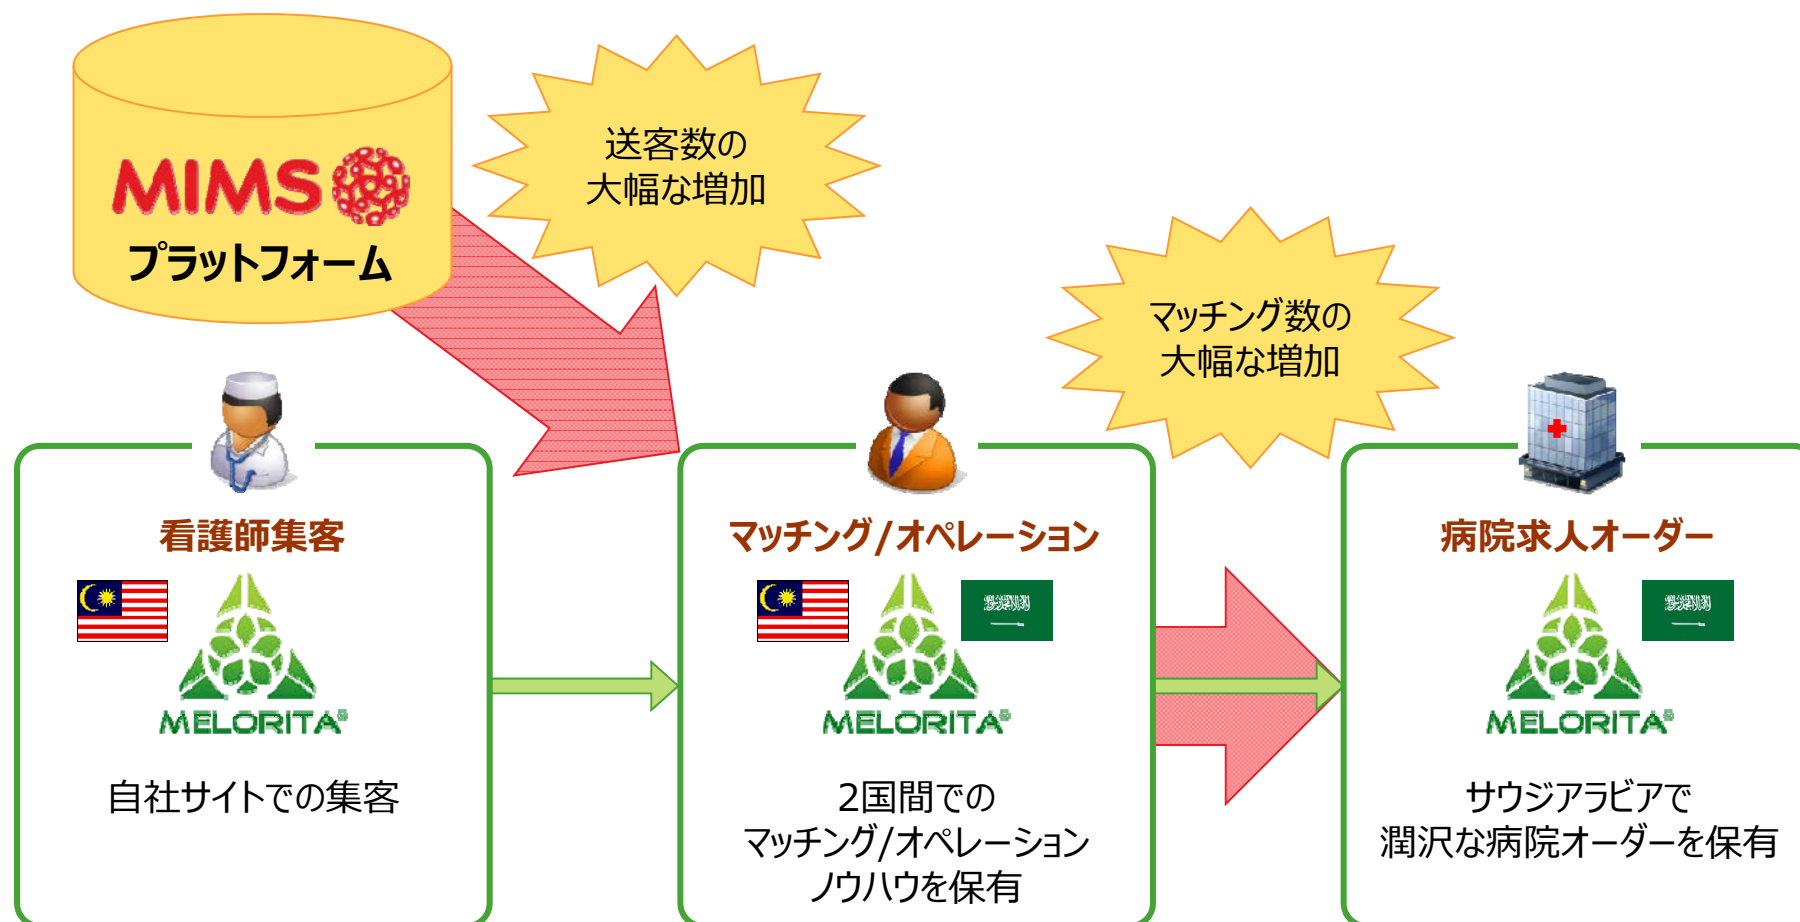 MIMS
プラットフォーム
送客数の
大幅な増加
マッチング数の
大幅な増加
看護師集客
MELORITA®
自社サイトでの集客
マッチング/オペレーション
MELORITA®
2国間での
マッチング/オペレーション
ノウハウを保有
病院求人オーダー
MELORITA®
サウジアラビアで
潤沢な病院オーダーを保有